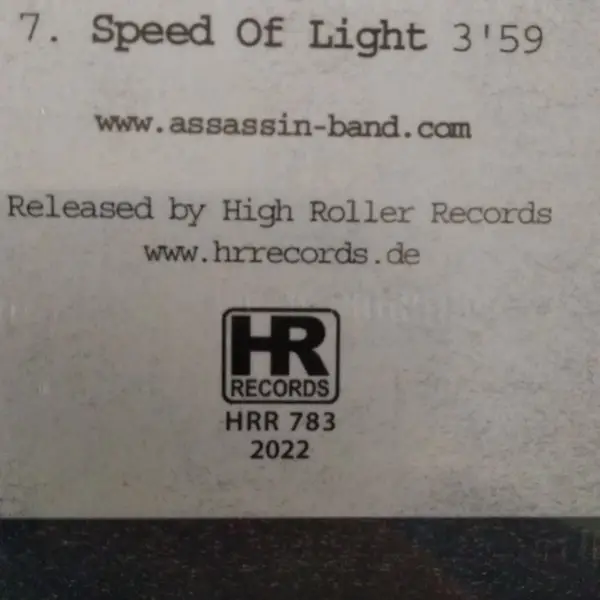 7. Speed Of Light 3'59
www.assassin-band.com
Released by High Roller Records
www.hrrecords.de
HR
RECORDS
HRR 783
2022